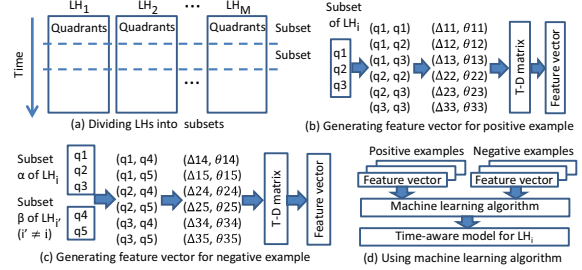 LH1 LH2 ... LHM
Quadrants Quadrants Quadrants
Subset
Subset
Time
...
(a) Dividing LHs into subsets
Subset
of LHi
q1
q2
q3
(q1, q1)
(q1, q2)
(q1, q3)
(q2, q2)
(q2, q3)
(q3, q3)
(Δ11, θ11)
(Δ12, θ12)
(Δ13, θ13)
(Δ22, θ22)
(Δ23, θ23)
(Δ33, θ33)
T-D matrix
Feature vector
(b) Generating feature vector for positive example
Subset
α of LHi
q1
q2
q3
Subset
β of LHi'
(i' ≠ i)
q4
q5
(q1, q4)
(q1, q5)
(q2, q4)
(q2, q5)
(q3, q4)
(q3, q5)
(Δ14, θ14)
(Δ15, θ15)
(Δ24, θ24)
(Δ25, θ25)
(Δ34, θ34)
(Δ35, θ35)
T-D matrix
Feature vector
(c) Generating feature vector for negative example
Positive examples
Negative examples
Feature vector
Feature vector
Machine learning algorithm
Time-aware model for LHi
(d) Using machine learning algorithm